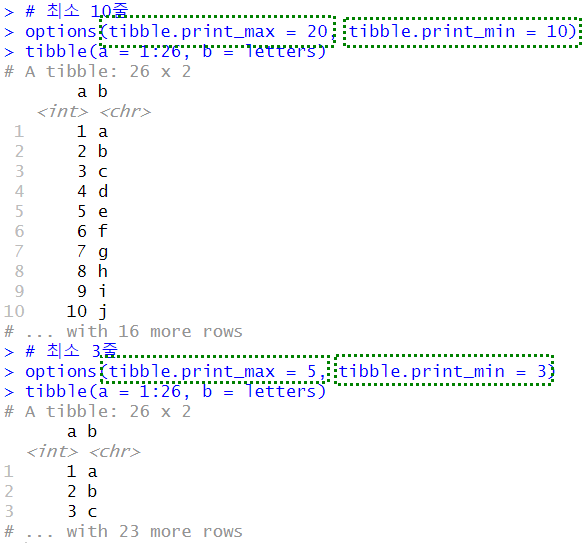 > # 최소 10줄
> options(tibble.print_max = 20, tibble.print_min = 10)
> tibble(a = 1:26, b = letters)
# A tibble: 26 x 2
a b
<int> <chr>
1 1 a
2 2 b
3 3 c
4 4 d
5 5 e
6 6 f
7 7 g
8 8 h
9 9 i
10 10 j
# ... with 16 more rows
> # 최소 3줄
> options(tibble.print_max = 5, tibble.print_min = 3)
> tibble(a = 1:26, b = letters)
# A tibble: 26 x 2
a b
<int> <chr>
1 1 a
2 2 b
3 3 c
# ... with 23 more rows